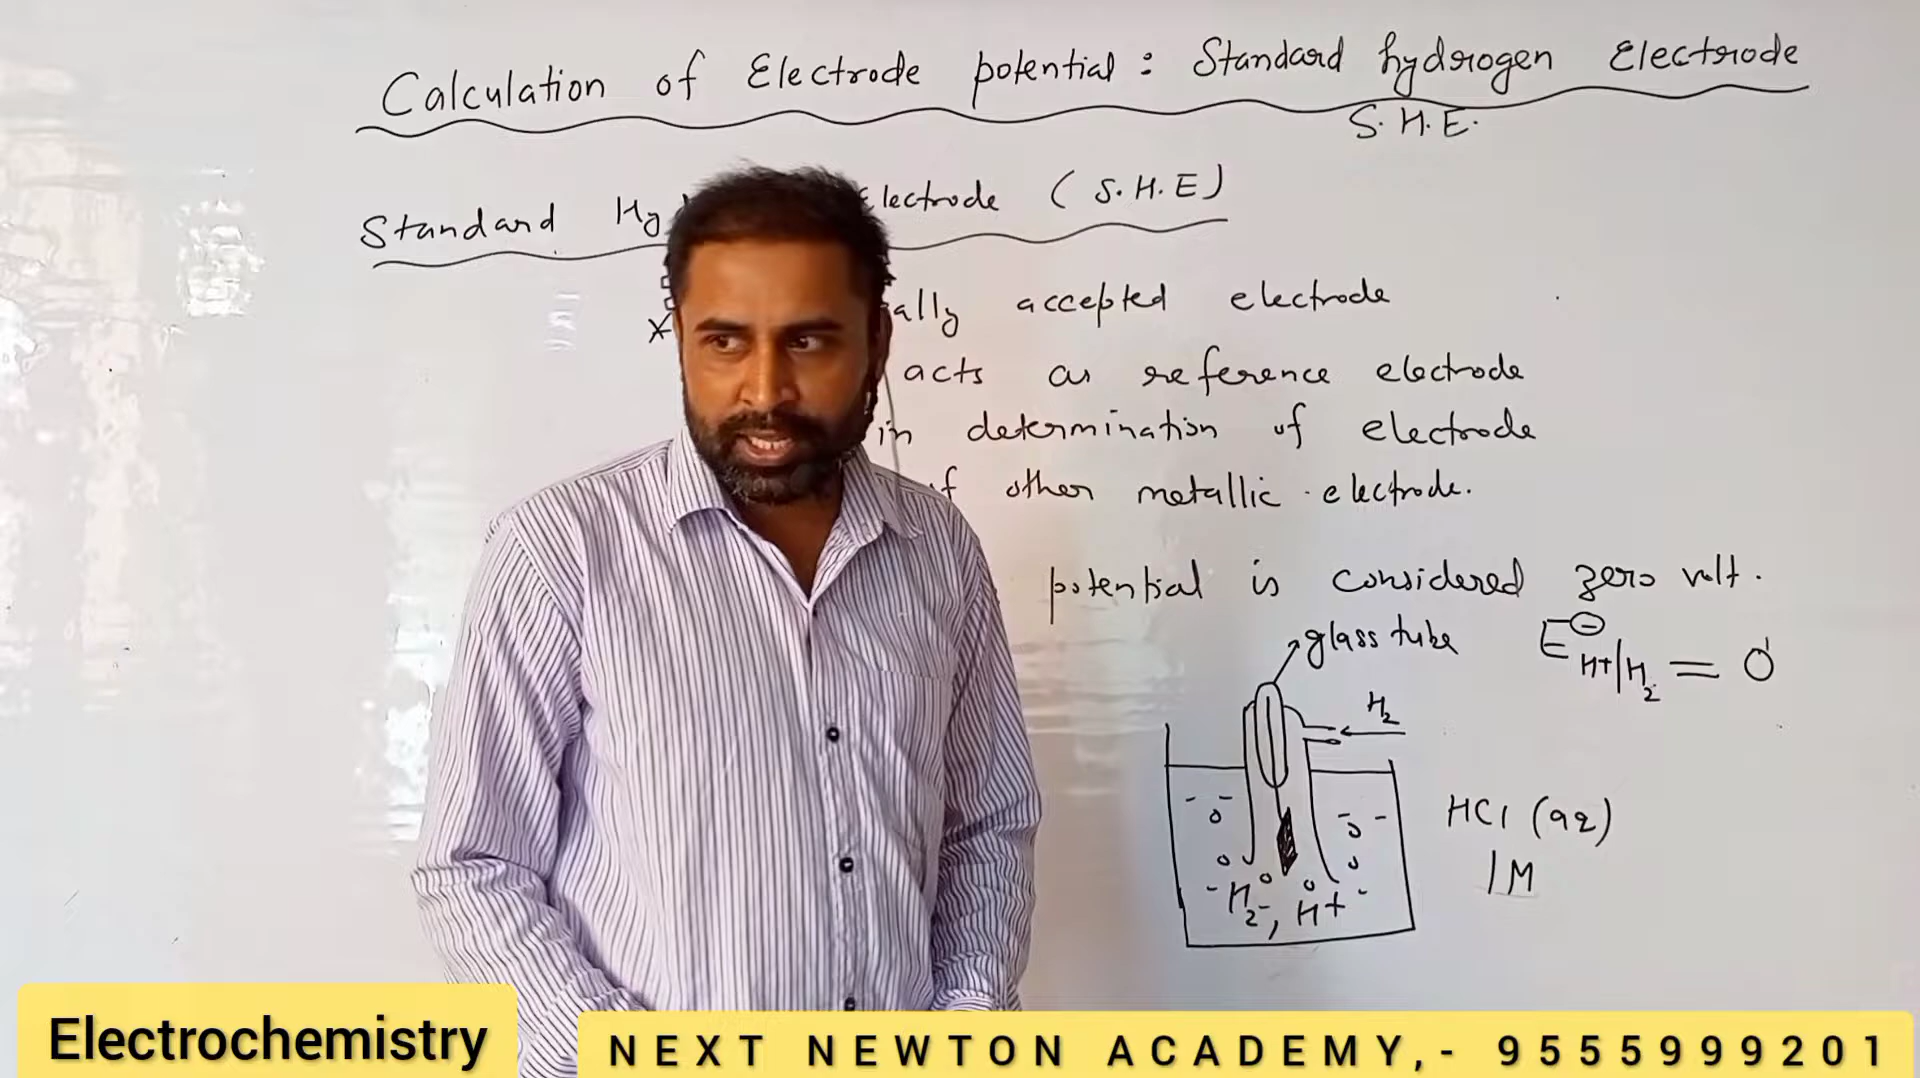 Calculation of Electrode potential : Standard hydrogen Electrode
S.H.E.
Standard Electrode (S.H.E)
* accepted electrode
acts as reference electrode
in determination of electrode
of other metallic electrode.
potential is considered zero volt.
glass tube
E⊖ H+/H2 = 0
H2
HCl (aq)
1M
H2, H+
Electrochemistry
NEXT NEWTON ACADEMY,- 9555999201